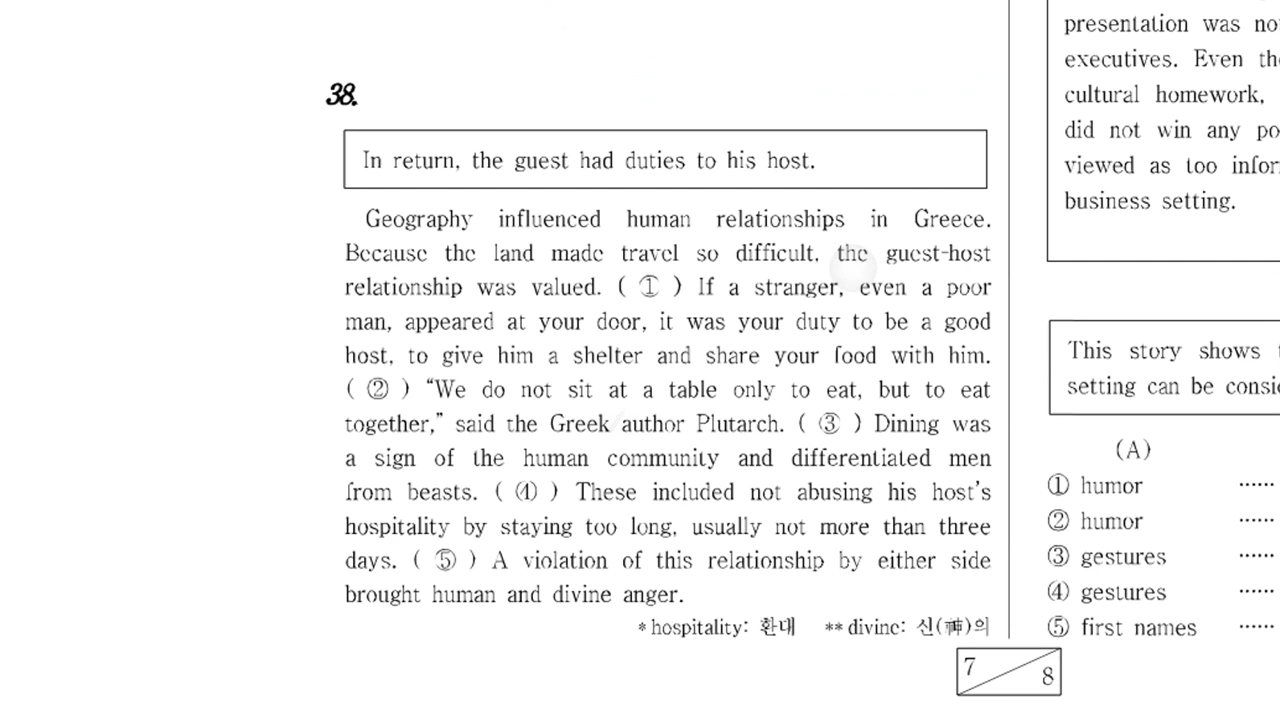 38.
In return, the guest had duties to his host.
Geography influenced human relationships in Greece.
Because the land made travel so difficult, the guest-host
relationship was valued. ( ① ) If a stranger, even a poor
man, appeared at your door, it was your duty to be a good
host, to give him a shelter and share your food with him.
( ② ) “We do not sit at a table only to eat, but to eat
together,” said the Greek author Plutarch. ( ③ ) Dining was
a sign of the human community and differentiated men
from beasts. ( ④ ) These included not abusing his host’s
hospitality by staying too long, usually not more than three
days. ( ⑤ ) A violation of this relationship by either side
brought human and divine anger.
* hospitality: 환대 ** divine: 신(神)의
7 8
presentation was
executives. Even
cultural homework,
did not win any
viewed as too
business setting.
This story shows
setting can be
(A)
① humor ······
② humor ······
③ gestures ······
④ gestures ······
⑤ first names ······